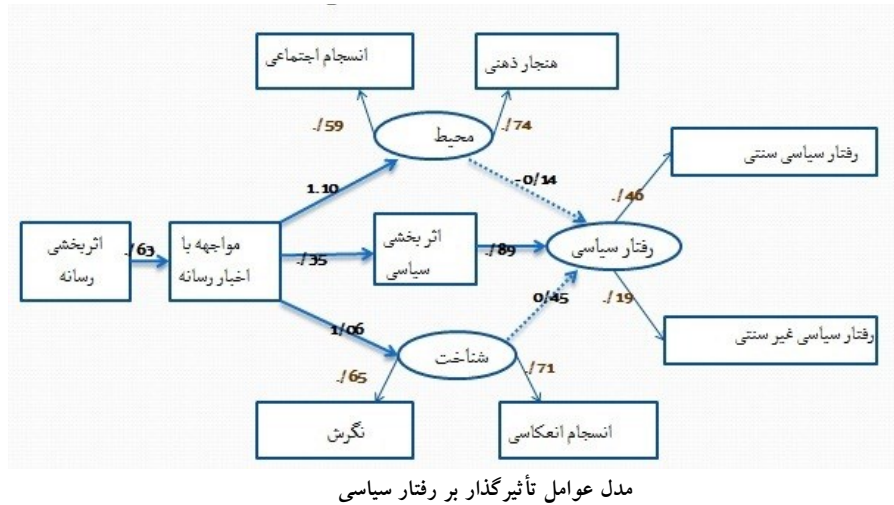 انسجام اجتماعی
هنجار ذهنی
./59
./74
محیط
رفتار سیاسی سنتی
1.10
-0/14
./46
اثربخشی
رسانه
./63
مواجهه با
اخبار رسانه
./35
اثر بخشی
سیاسی
./89
رفتار سیاسی
0/45
./19
1/06
رفتار سیاسی غیر سنتی
شناخت
./65
./71
نگرش
انسجام انعکاسی
مدل عوامل تأثیرگذار بر رفتار سیاسی